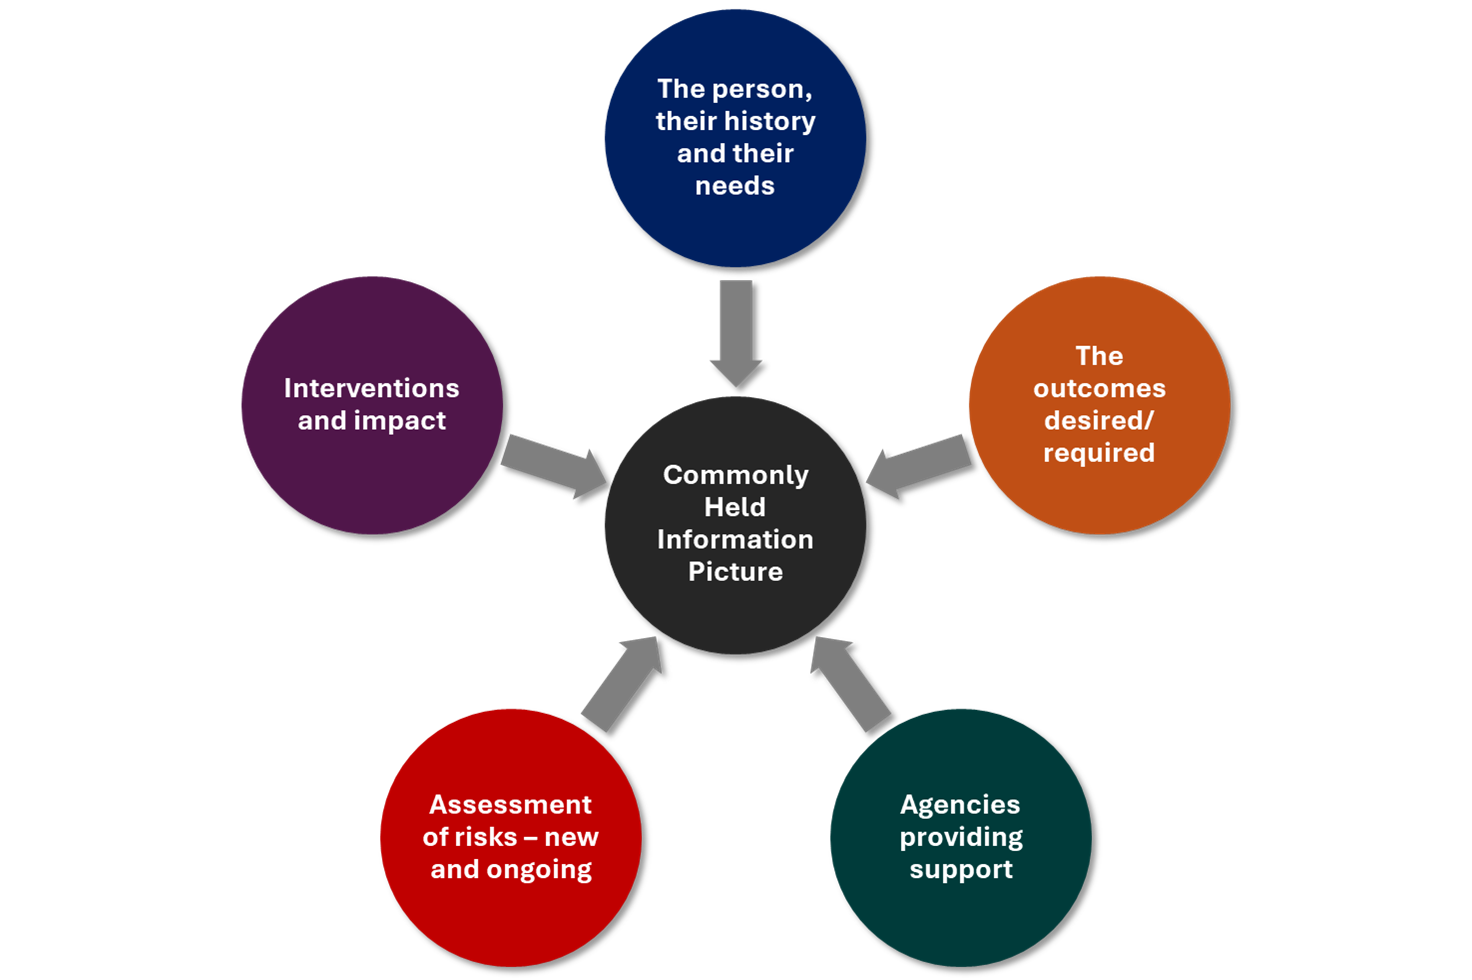 The person,
their history
and their
needs
Interventions
and impact
The
outcomes
desired/
required
Commonly
Held
Information
Picture
Assessment
of risks – new
and ongoing
Agencies
providing
support